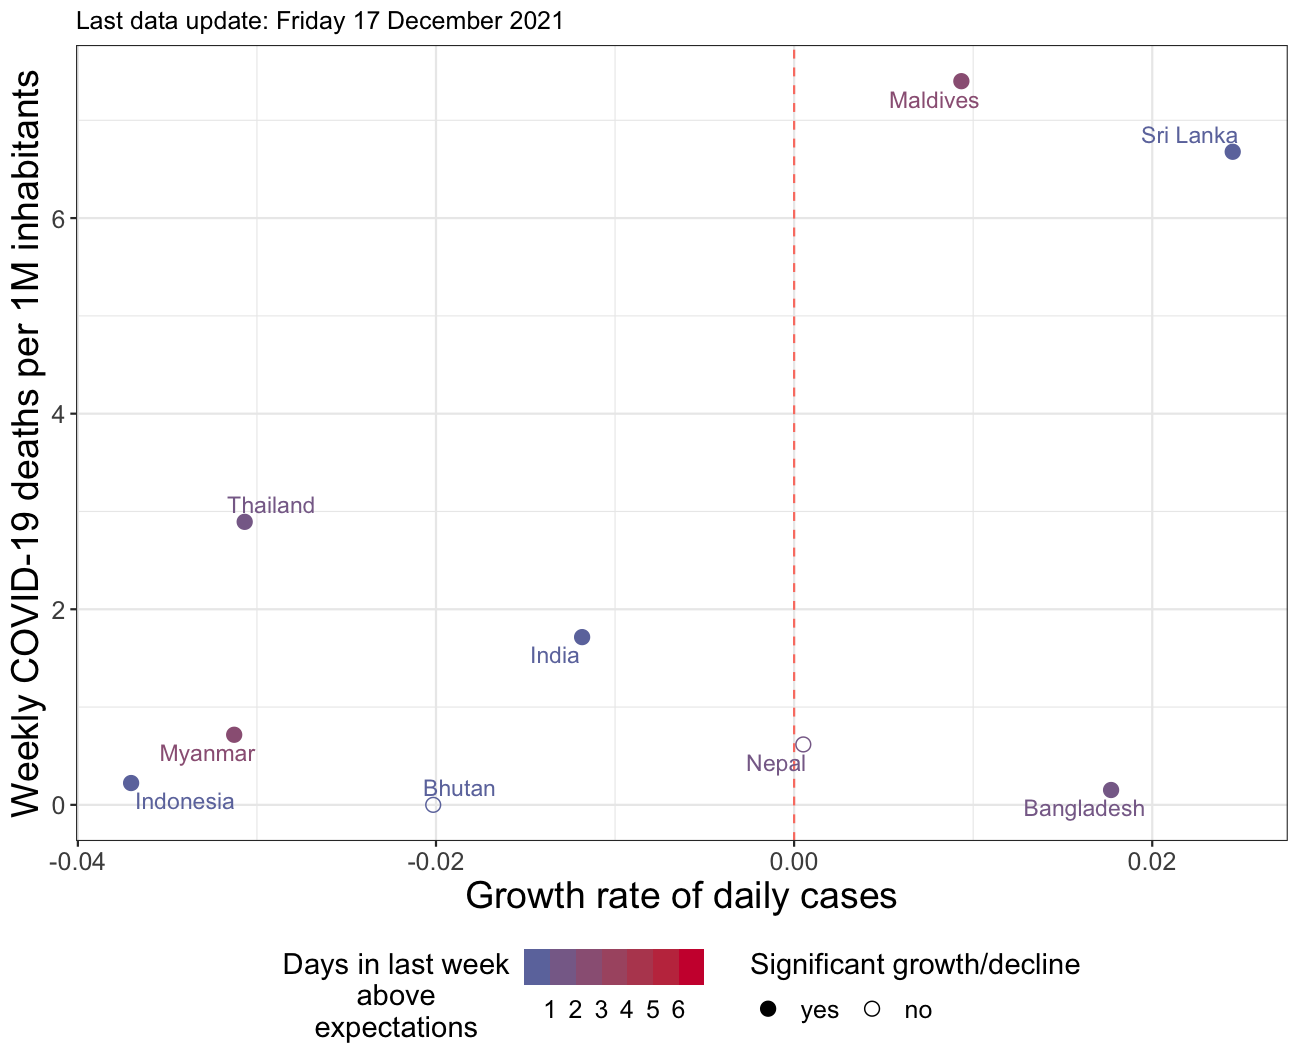 Last data update: Friday 17 December 2021
Weekly COVID-19 deaths per 1M inhabitants
Maldives
Sri Lanka
6
4
Thailand
2
India
Myanmar
Nepal
Indonesia
Bhutan
Bangladesh
0
-0.04 -0.02 0.00 0.02
Growth rate of daily cases
Days in last week
above
expectations
1 2 3 4 5 6
Significant growth/decline
yes no